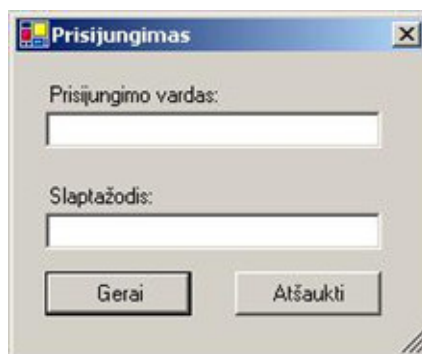 Prisijungimas
Prisijungimo vardas:
Slaptažodis:
Gerai Atšaukti